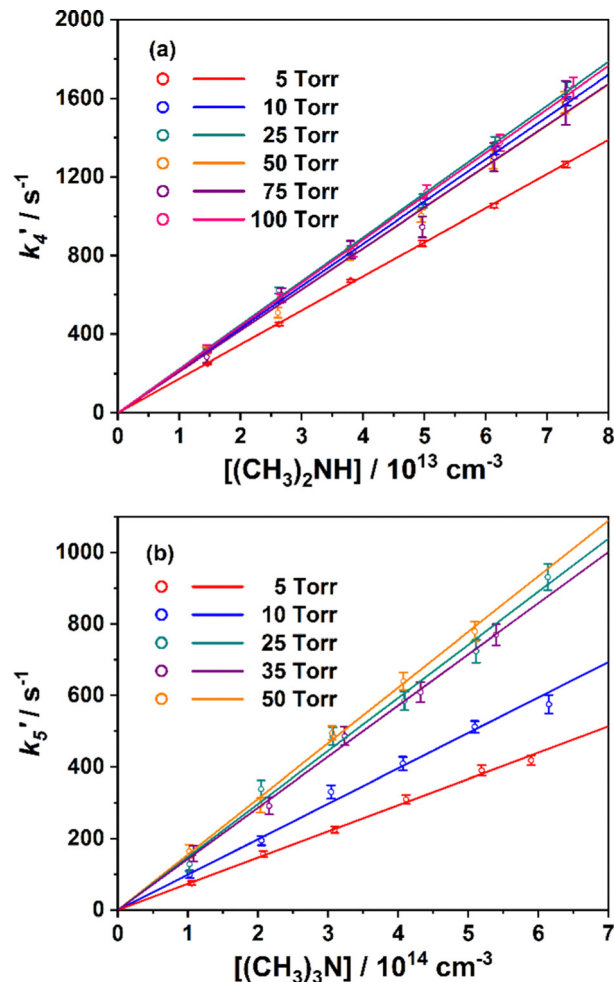 2000
1600
1200
800
400
0
k4' / s-1
(a)
5 Torr
10 Torr
25 Torr
50 Torr
75 Torr
100 Torr
0 1 2 3 4 5 6 7 8
[(CH3)2NH] / 10^13 cm-3
1000
800
600
400
200
0
k5' / s-1
(b)
5 Torr
10 Torr
25 Torr
35 Torr
50 Torr
0 1 2 3 4 5 6 7
[(CH3)3N] / 10^14 cm-3